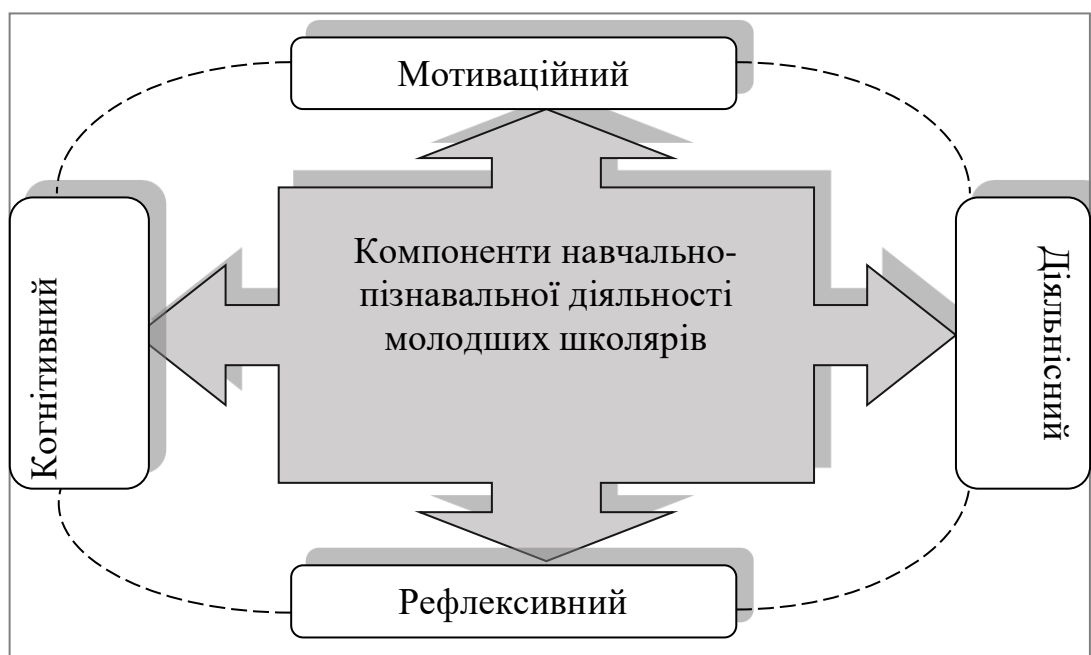 Мотиваційний
Когнітивний
Компоненти навчально-
пізнавальної діяльності
молодших школярів
Діяльнісний
Рефлексивний